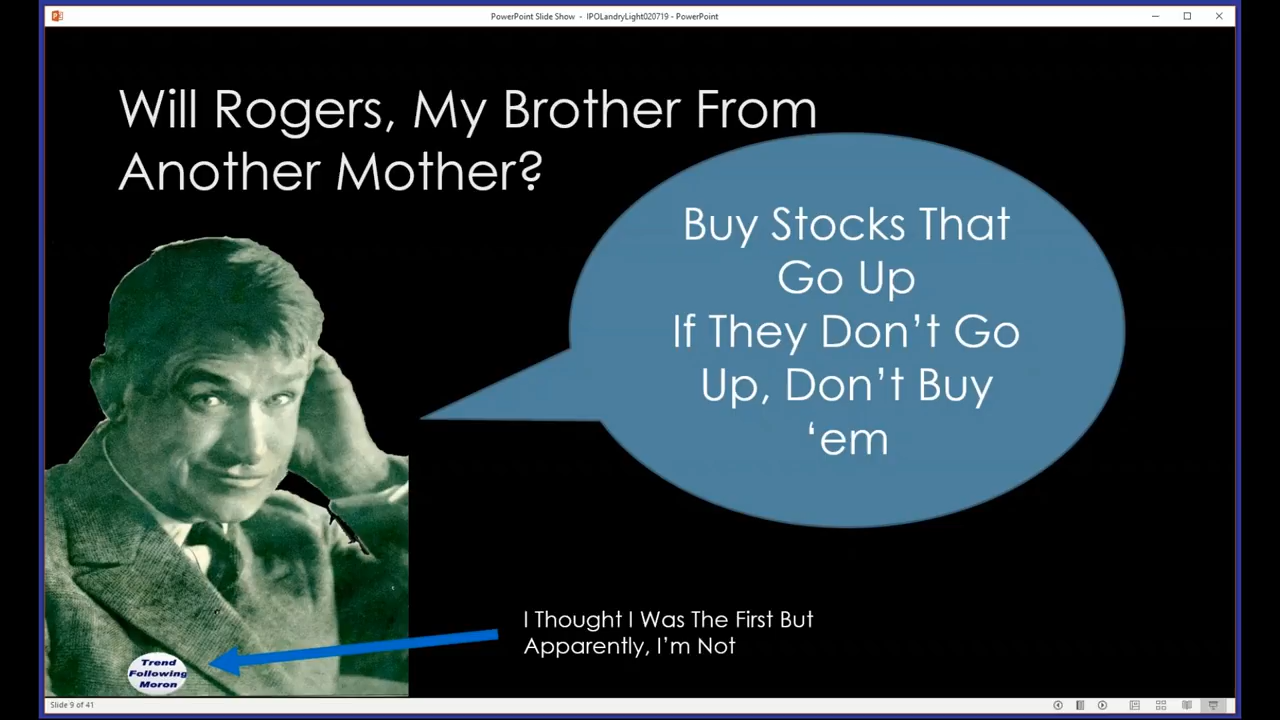 PowerPoint Slide Show - IPOLandryLight020719 - PowerPoint
Will Rogers, My Brother From
Another Mother?
Buy Stocks That
Go Up
If They Don’t Go
Up, Don’t Buy
‘em
I Thought I Was The First But
Apparently, I’m Not
Trend
Following
Moron
Slide 9 of 41